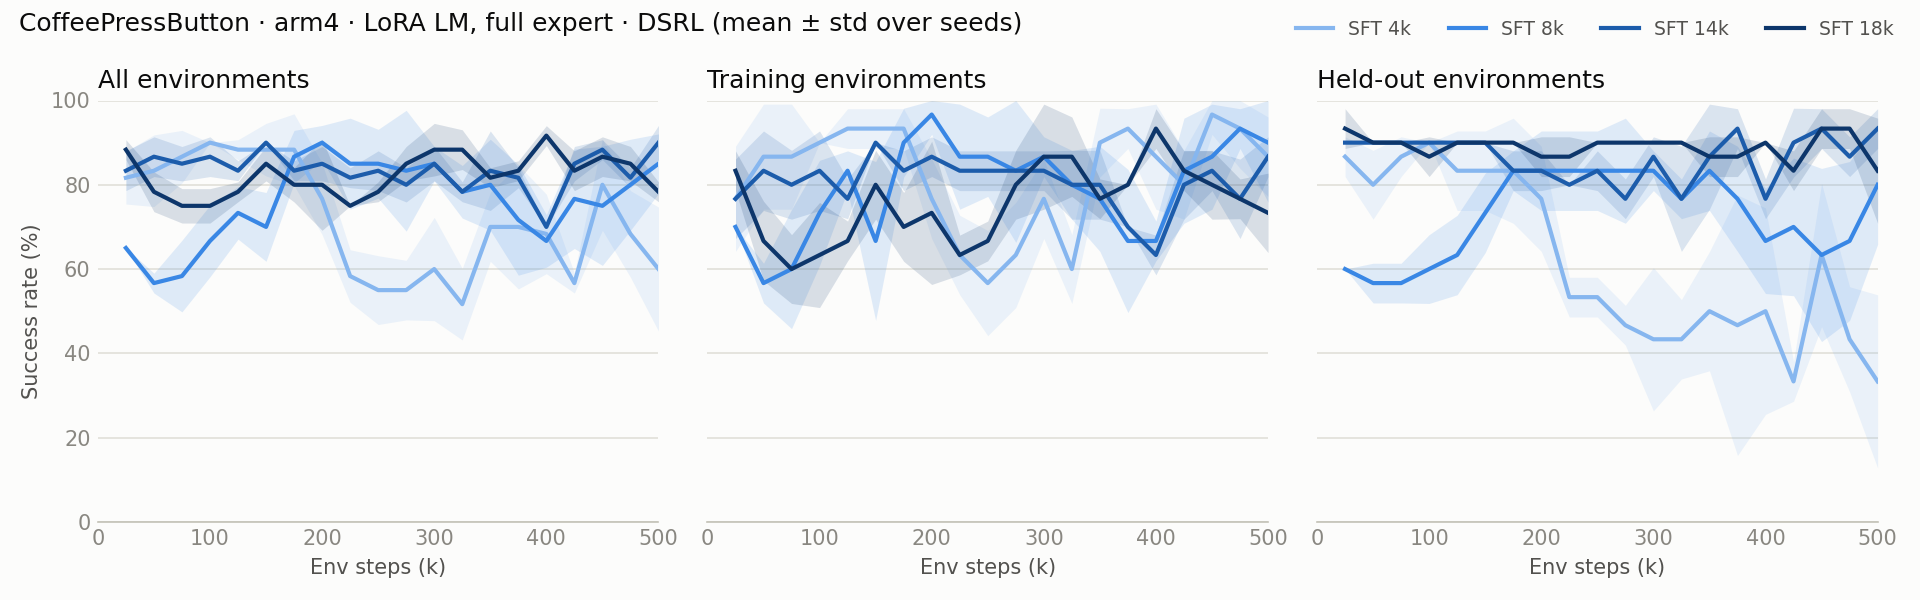 CoffeePressButton · arm4 · LoRA LM, full expert · DSRL (mean ± std over seeds)
SFT 4k SFT 8k SFT 14k SFT 18k
All environments
Training environments
Held-out environments
Success rate (%)
100
80
60
40
20
0
0 100 200 300 400 500
0 100 200 300 400 500
0 100 200 300 400 500
Env steps (k)
Env steps (k)
Env steps (k)